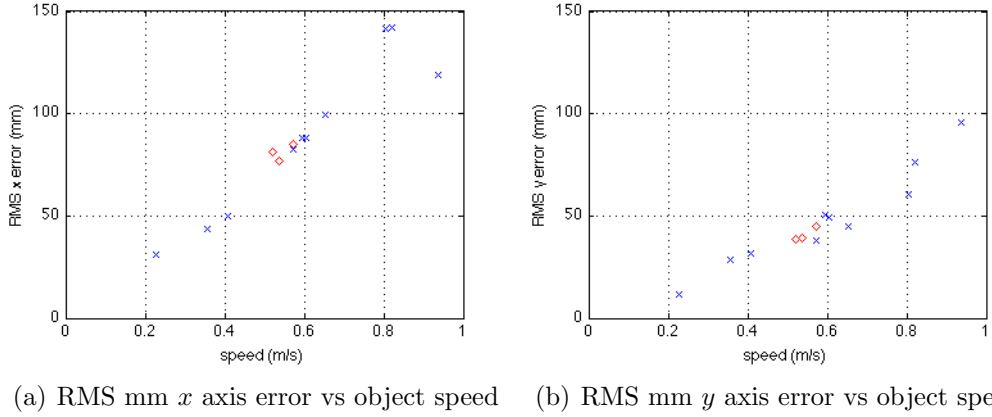 150
100
50
0
RMS x error (mm)
0 0.2 0.4 0.6 0.8 1
speed (m/s)
(a) RMS mm x axis error vs object speed
150
100
50
0
RMS y error (mm)
0 0.2 0.4 0.6 0.8 1
speed (m/s)
(b) RMS mm y axis error vs object spe